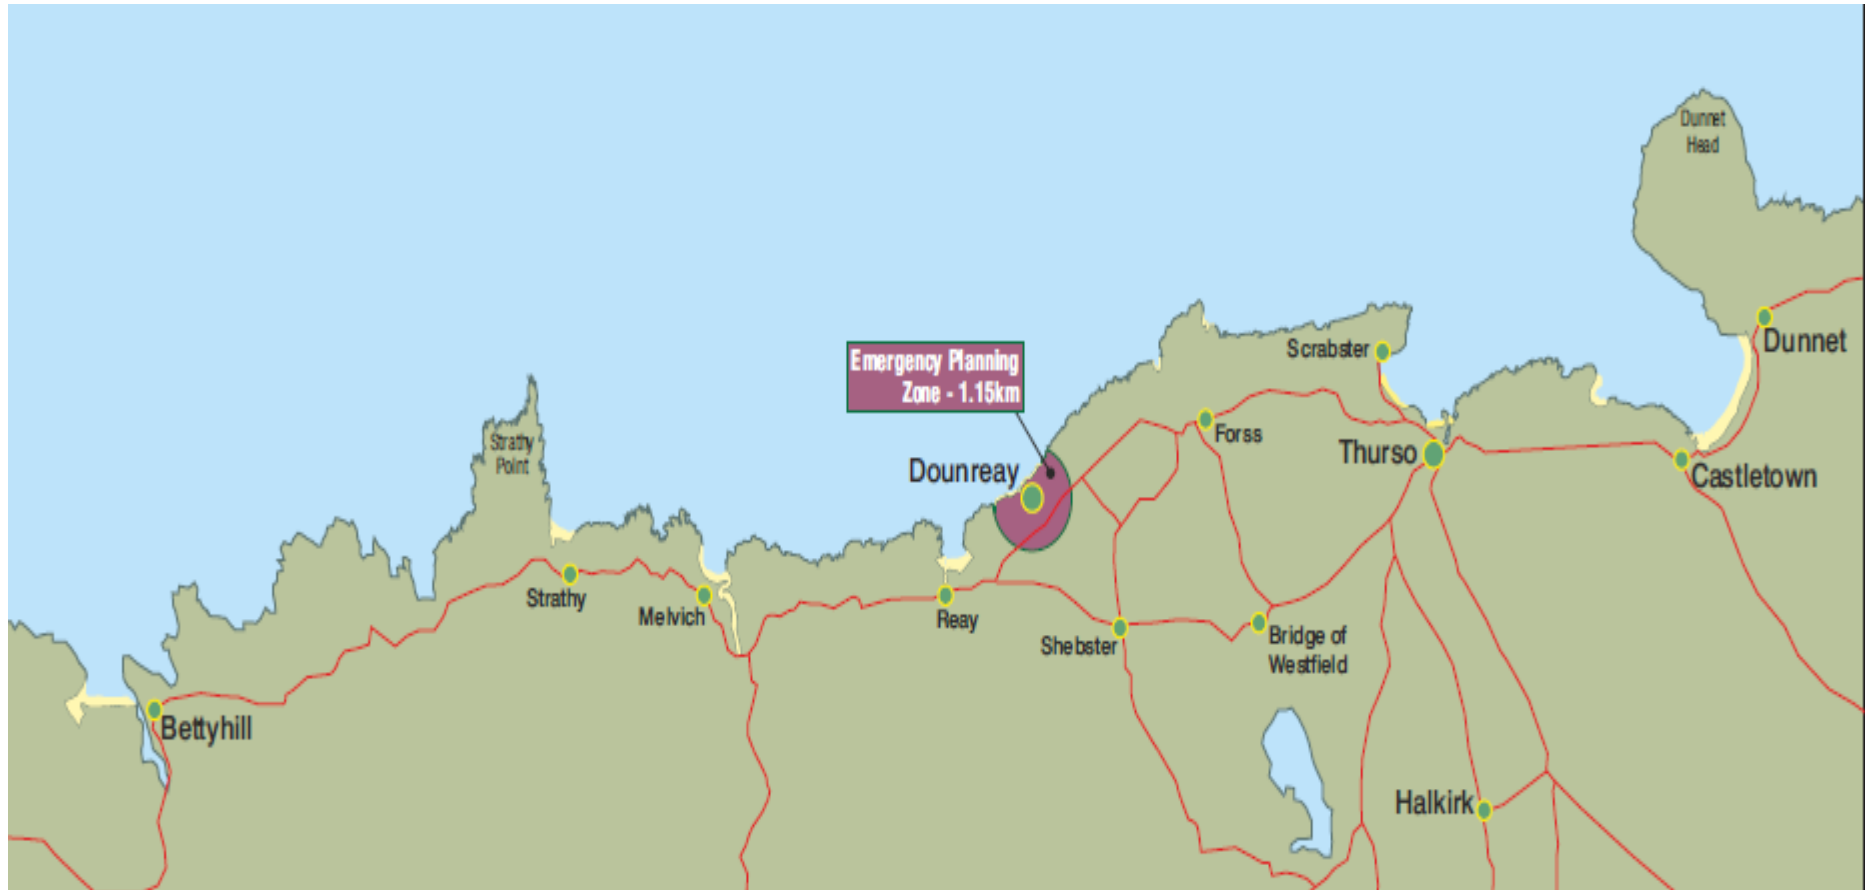 Dunnet
Head
Dunnet
Scrabster
Emergency Planning
Zone - 1.15km
Forss
Strathy
Point
Thurso
Dounreay
Castletown
Strathy
Melvich
Reay
Shebster
Bridge of
Westfield
Bettyhill
Halkirk